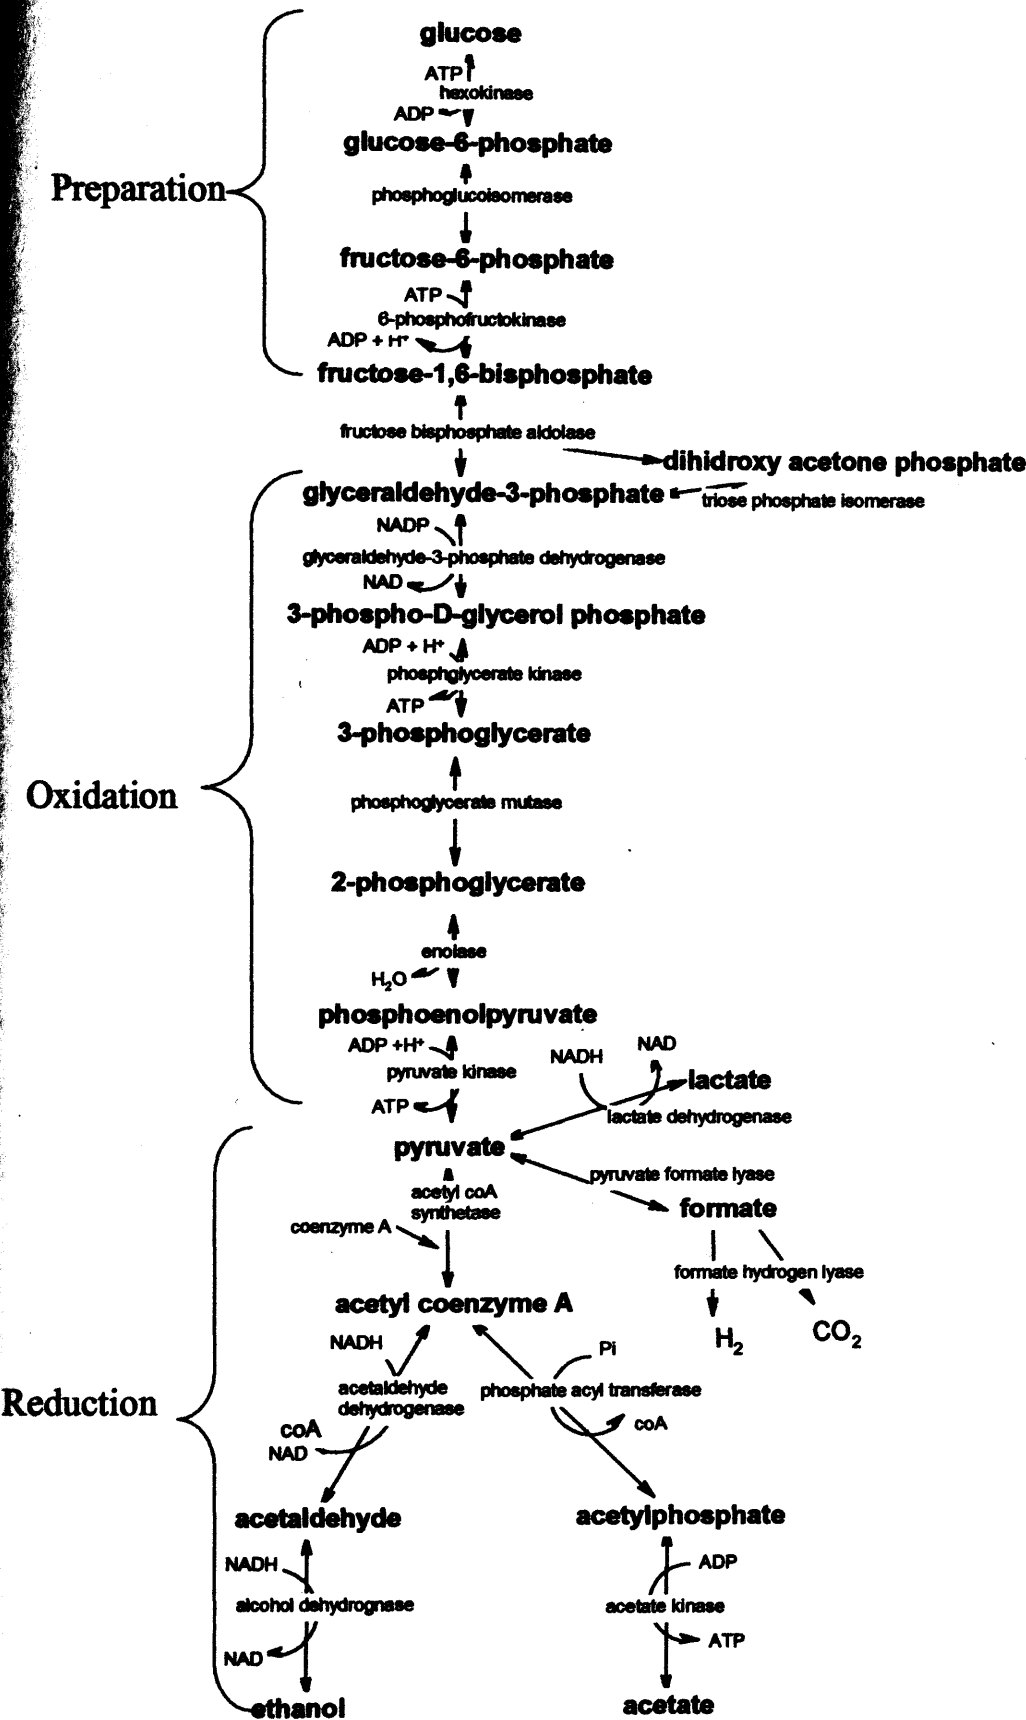 glucose
ATP
hexokinase
ADP
glucose-6-phosphate
Preparation
phosphoglucoisomerase
fructose-6-phosphate
ATP
6-phosphofructokinase
ADP + H⁺
fructose-1,6-bisphosphate
fructose bisphosphate aldolase
dihidroxy acetone phosphate
glyceraldehyde-3-phosphate
triose phosphate isomerase
NADP
glyceraldehyde-3-phosphate dehydrogenase
NAD
3-phospho-D-glycerol phosphate
ADP + H⁺
phosphglycerate kinase
ATP
3-phosphoglycerate
Oxidation
phosphoglycerate mutase
2-phosphoglycerate
enolase
H₂O
phosphoenolpyruvate
ADP +H⁺
NADH
NAD
pyruvate kinase
lactate
ATP
lactate dehydrogenase
pyruvate
pyruvate formate lyase
acetyl coA
synthetase
formate
coenzyme A
formate hydrogen lyase
acetyl coenzyme A
H₂
CO₂
NADH
Pi
acetaldehyde
dehydrogenase
phosphate acyl transferase
Reduction
coA
NAD
coA
acetaldehyde
acetylphosphate
NADH
ADP
alcohol dehydrognase
acetate kinase
NAD
ATP
ethanol
acetate